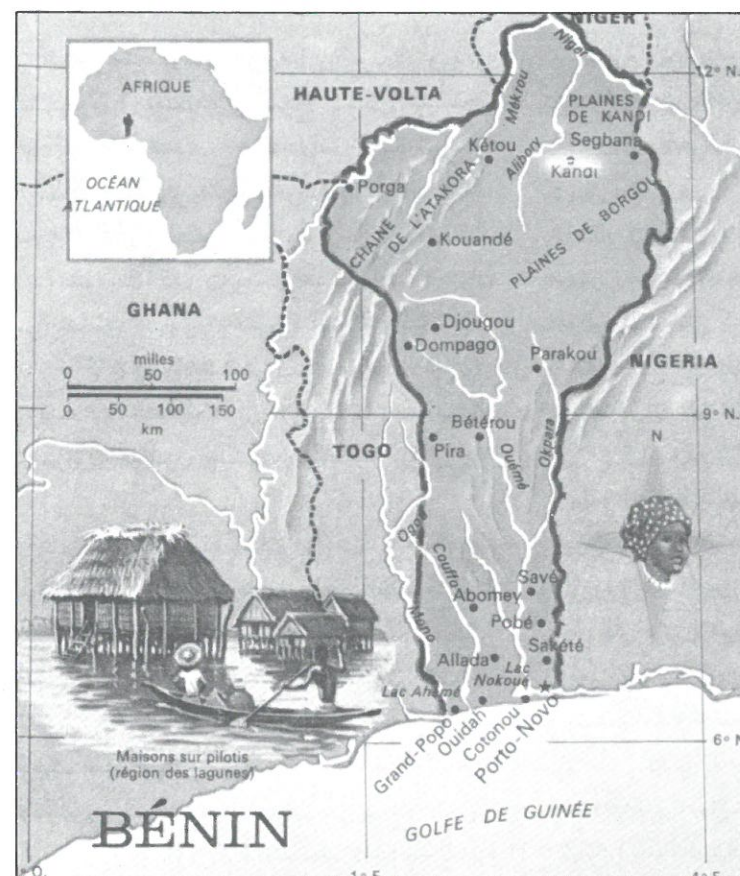 NIGER
Niger
12° N.
AFRIQUE
HAUTE-VOLTA
Mékrou
PLAINES
DE KANDI
Kétou
Alibory
Segbana
Kandi
OCÉAN
ATLANTIQUE
Porga
CHAINE
DE L'ATAKORA
PLAINES DE BORGOU
Kouandé
GHANA
Djougou
Dompago
Parakou
NIGERIA
milles
0 50 100
0 50 100 150
km
9° N.
Bétérou
Pira
TOGO
Ouémé
Okpara
N
Ogou
Couffo
Savé
Abomey
Pobé
Mono
Sakété
Allada
Lac
Nokoué
Lac Ahémé
Grand-Popo
Ouidah
Cotonou
Porto-Novo
6° N
Maisons sur pilotis
(région des lagunes)
BÉNIN
GOLFE DE GUINÉE